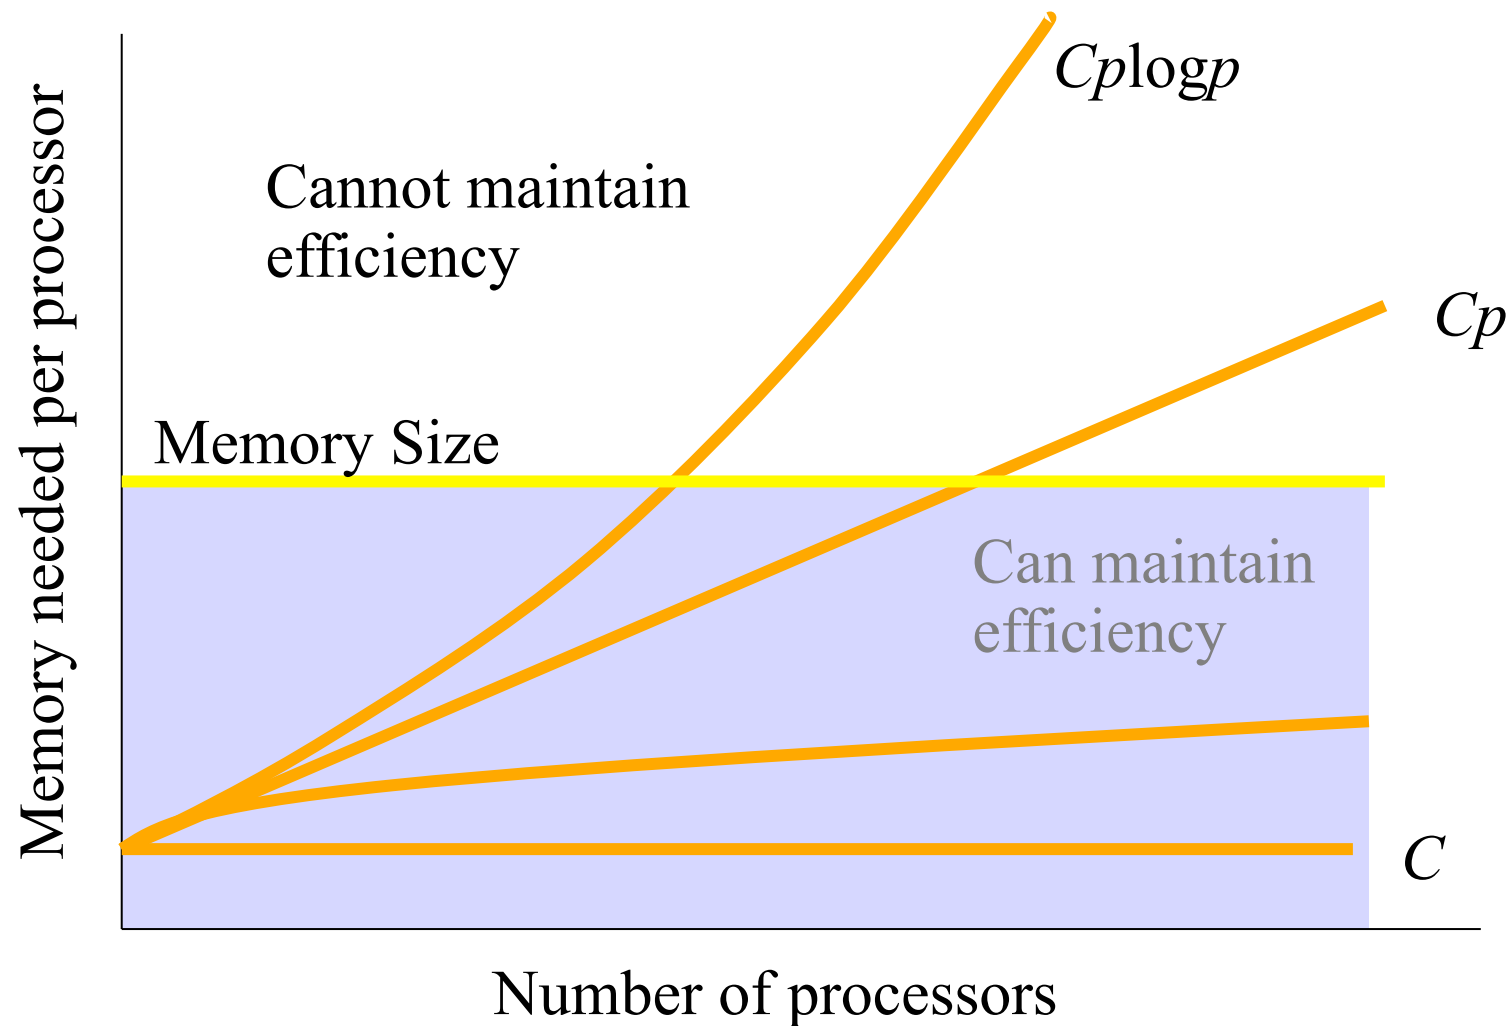 Cplogp
Cannot maintain
efficiency
Cp
Memory Size
Can maintain
efficiency
C
Memory needed per processor
Number of processors